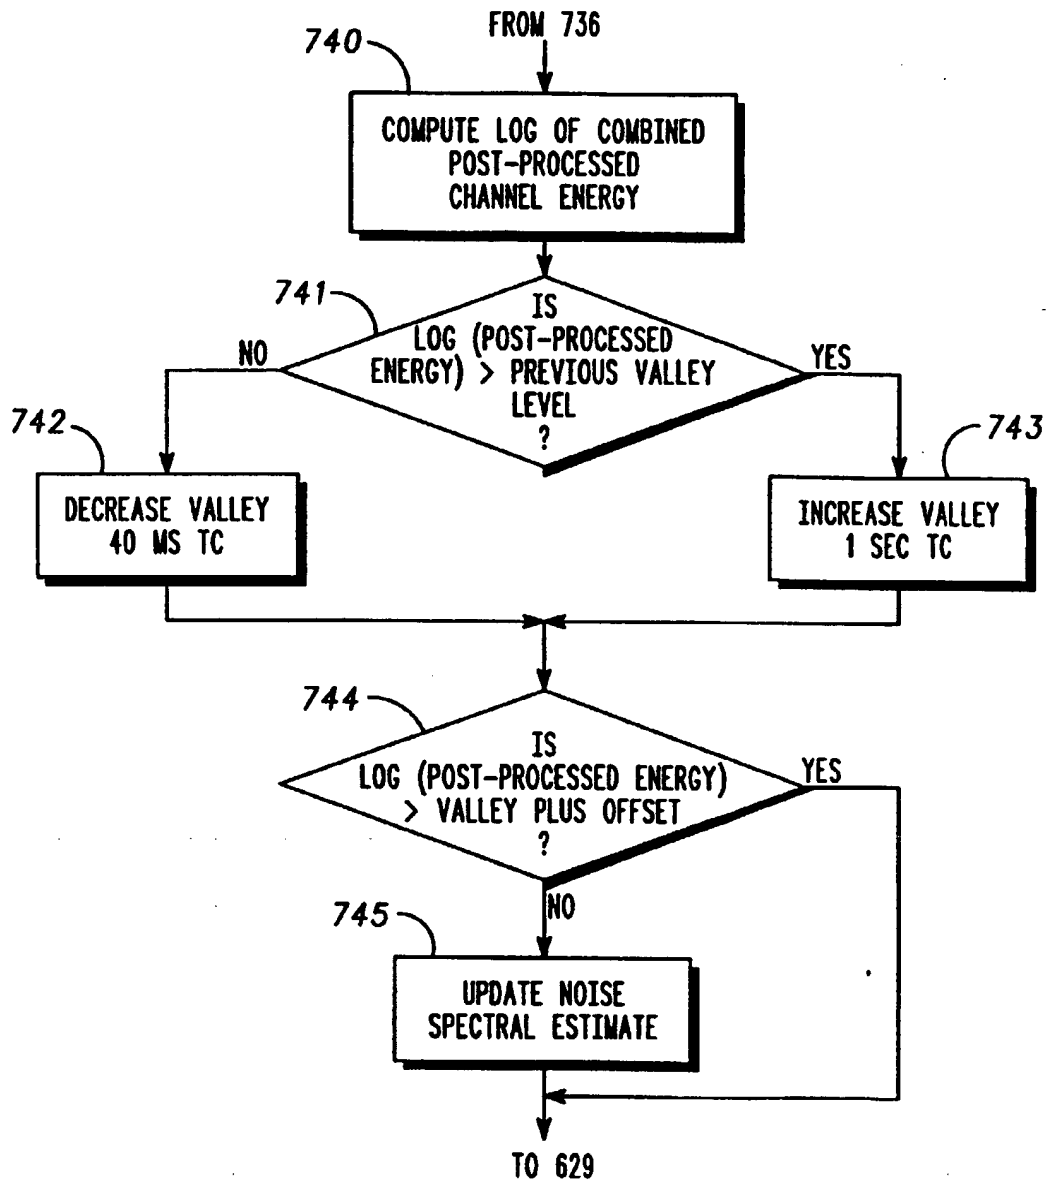 FROM 736
740
COMPUTE LOG OF COMBINED
POST-PROCESSED
CHANNEL ENERGY
741
IS
LOG (POST-PROCESSED
ENERGY) > PREVIOUS VALLEY
LEVEL
?
NO
YES
742
DECREASE VALLEY
40 MS TC
743
INCREASE VALLEY
1 SEC TC
744
IS
LOG (POST-PROCESSED ENERGY)
> VALLEY PLUS OFFSET
?
YES
NO
745
UPDATE NOISE
SPECTRAL ESTIMATE
TO 629